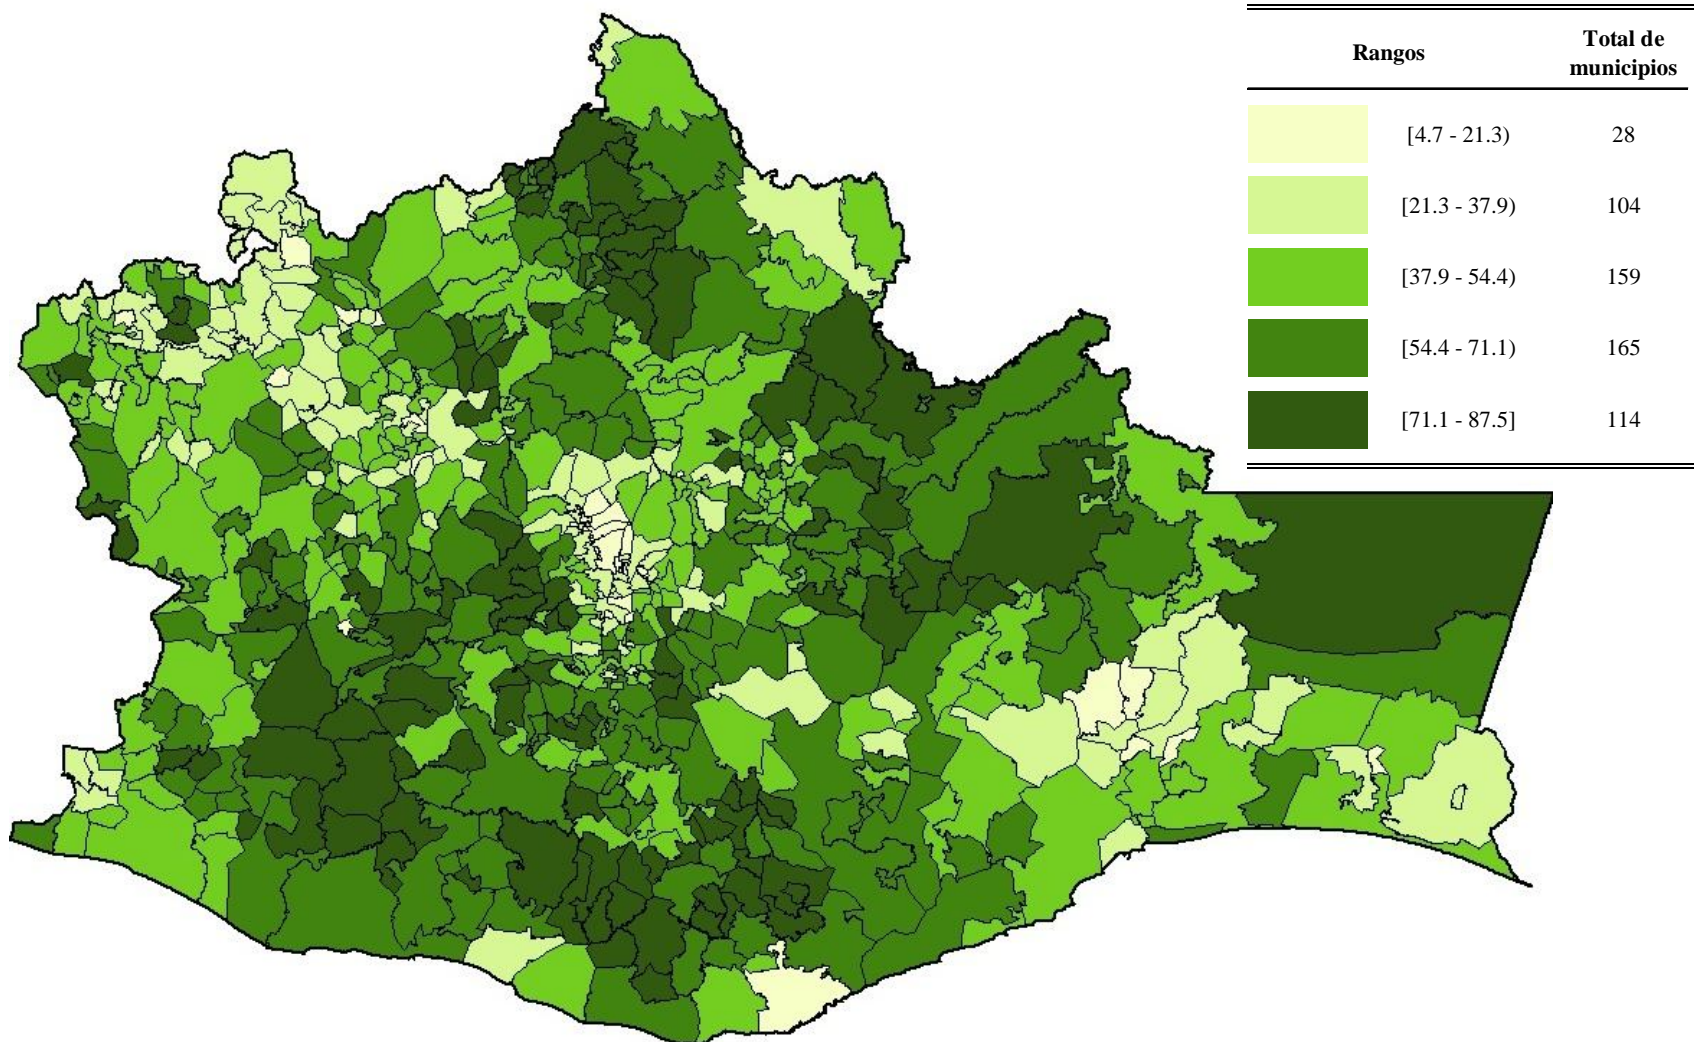 Rangos Total de
municipios
[4.7 - 21.3) 28
[21.3 - 37.9) 104
[37.9 - 54.4) 159
[54.4 - 71.1) 165
[71.1 - 87.5] 114